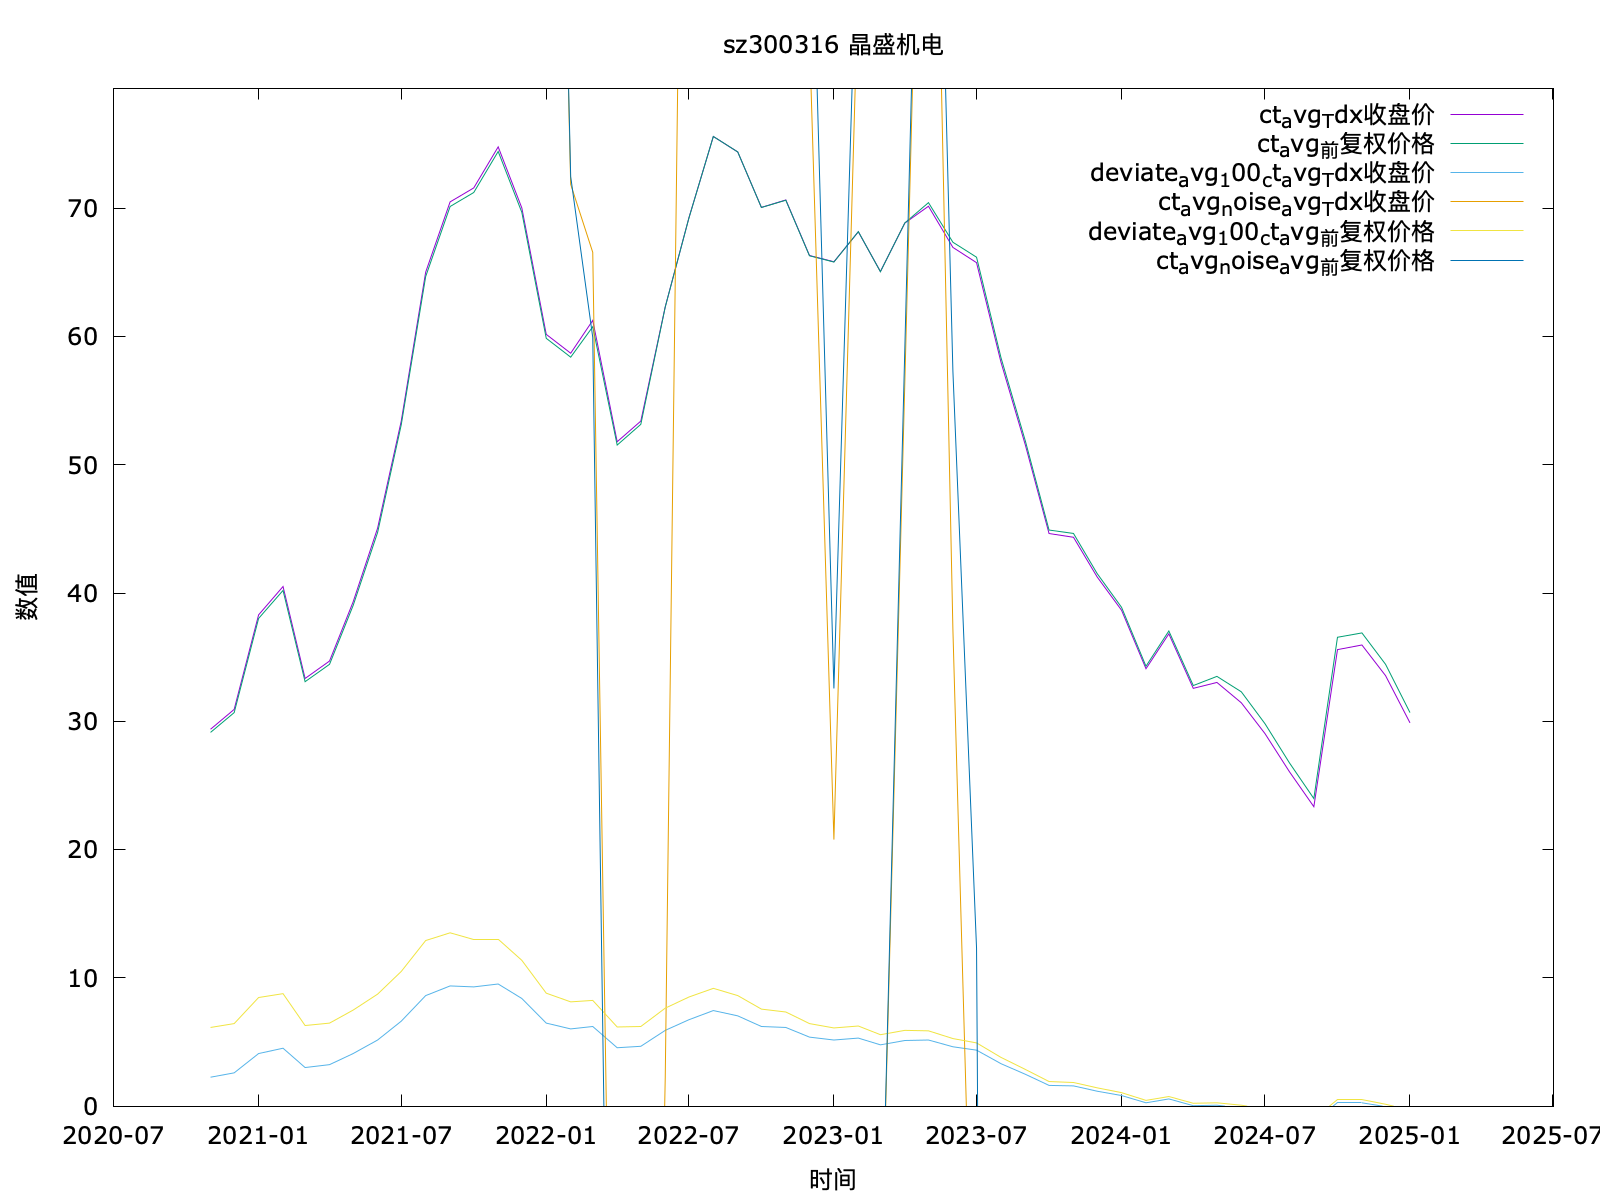 sz300316 晶盛机电
ctavgTdx收盘价
ctavg前复权价格
deviateavg100ctavgTdx收盘价
ctavgnoiseavgTdx收盘价
deviateavg100ctavg前复权价格
ctavgnoiseavg前复权价格
70
60
50
40
30
20
10
0
数值
2020-07 2021-01 2021-07 2022-01 2022-07 2023-01 2023-07 2024-01 2024-07 2025-01 2025-07
时间